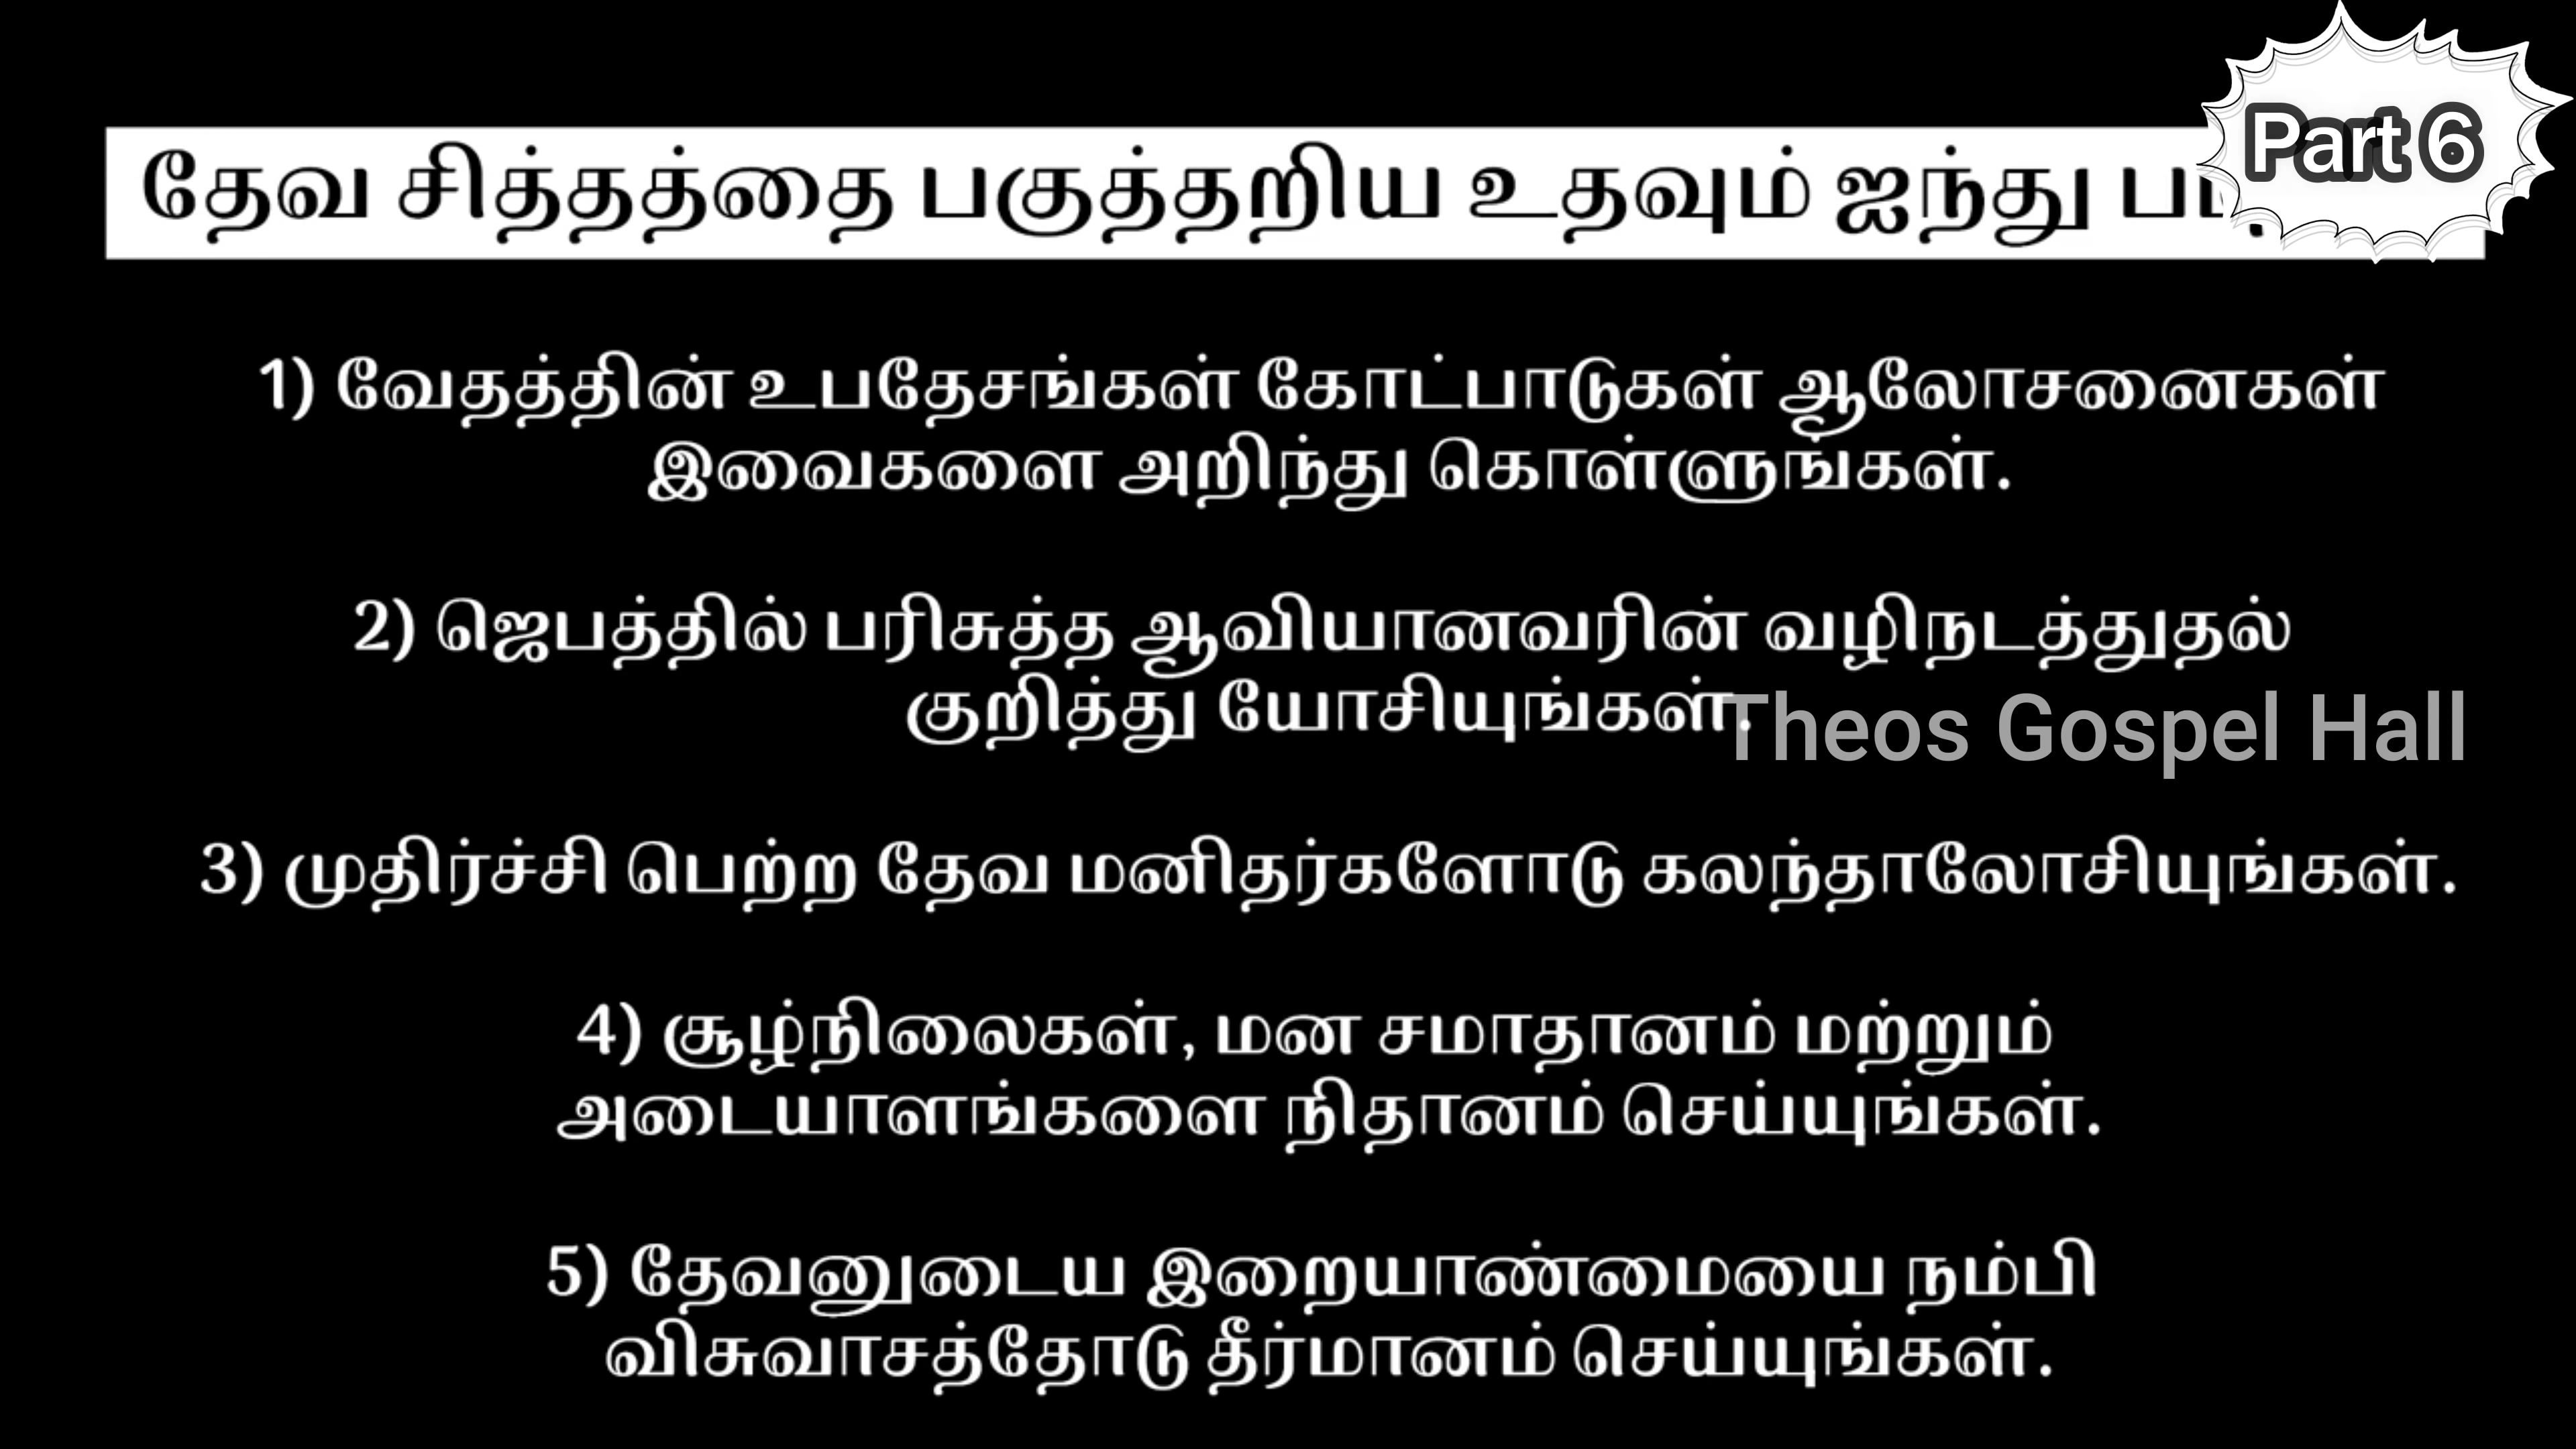 Part 6
தேவ சித்தத்தை பகுத்தறிய உதவும் ஐந்து
1) வேதத்தின் உபதேசங்கள் கோட்பாடுகள் ஆலோசனைகள்
இவைகளை அறிந்து கொள்ளுங்கள்.
2) ஜெபத்தில் பரிசுத்த ஆவியானவரின் வழிநடத்துதல்
குறித்து யோசியுங்கள்.
Theos Gospel Hall
3) முதிர்ச்சி பெற்ற தேவ மனிதர்களோடு கலந்தாலோசியுங்கள்.
4) சூழ்நிலைகள், மன சமாதானம் மற்றும்
அடையாளங்களை நிதானம் செய்யுங்கள்.
5) தேவனுடைய இறையாண்மையை நம்பி
விசுவாசத்தோடு தீர்மானம் செய்யுங்கள்.